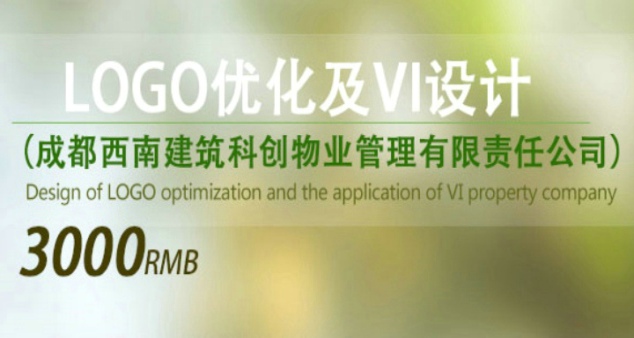 LOGO优化及VI设计
(成都西南建筑科创物业管理有限责任公司)
Design of LOGO optimization and the application of VI property company
3000RMB